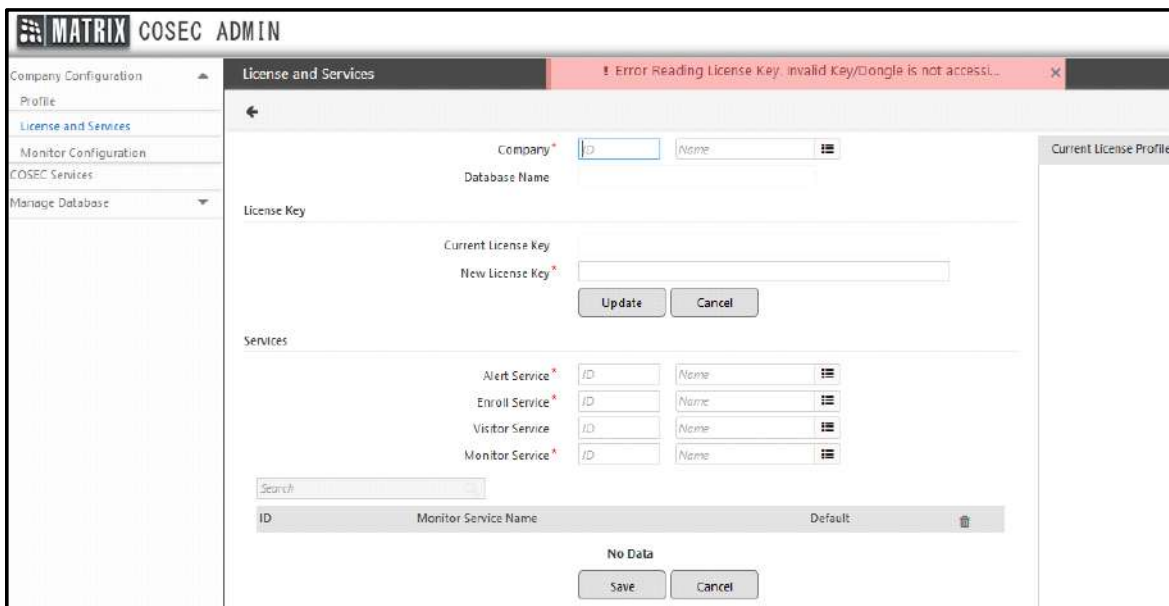 MATRIX COSEC ADMIN
Company Configuration
Profile
License and Services
Monitor Configuration
COSEC Services
Manage Database
License and Services
! Error Reading License Key. Invalid Key/Dongle is not accessi...
Company*
ID
Name
Database Name
Current License Profile
License Key
Current License Key
New License Key*
Update
Cancel
Services
Alert Service*
ID
Name
Enroll Service*
ID
Name
Visitor Service
ID
Name
Monitor Service*
ID
Name
Search
ID
Monitor Service Name
Default
No Data
Save
Cancel